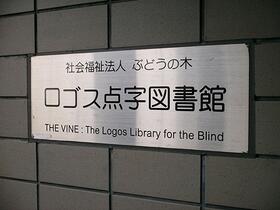 社会福祉法人 ぶどうの木
ロゴス点字図書館
THE VINE : The Logos Library for the Blind